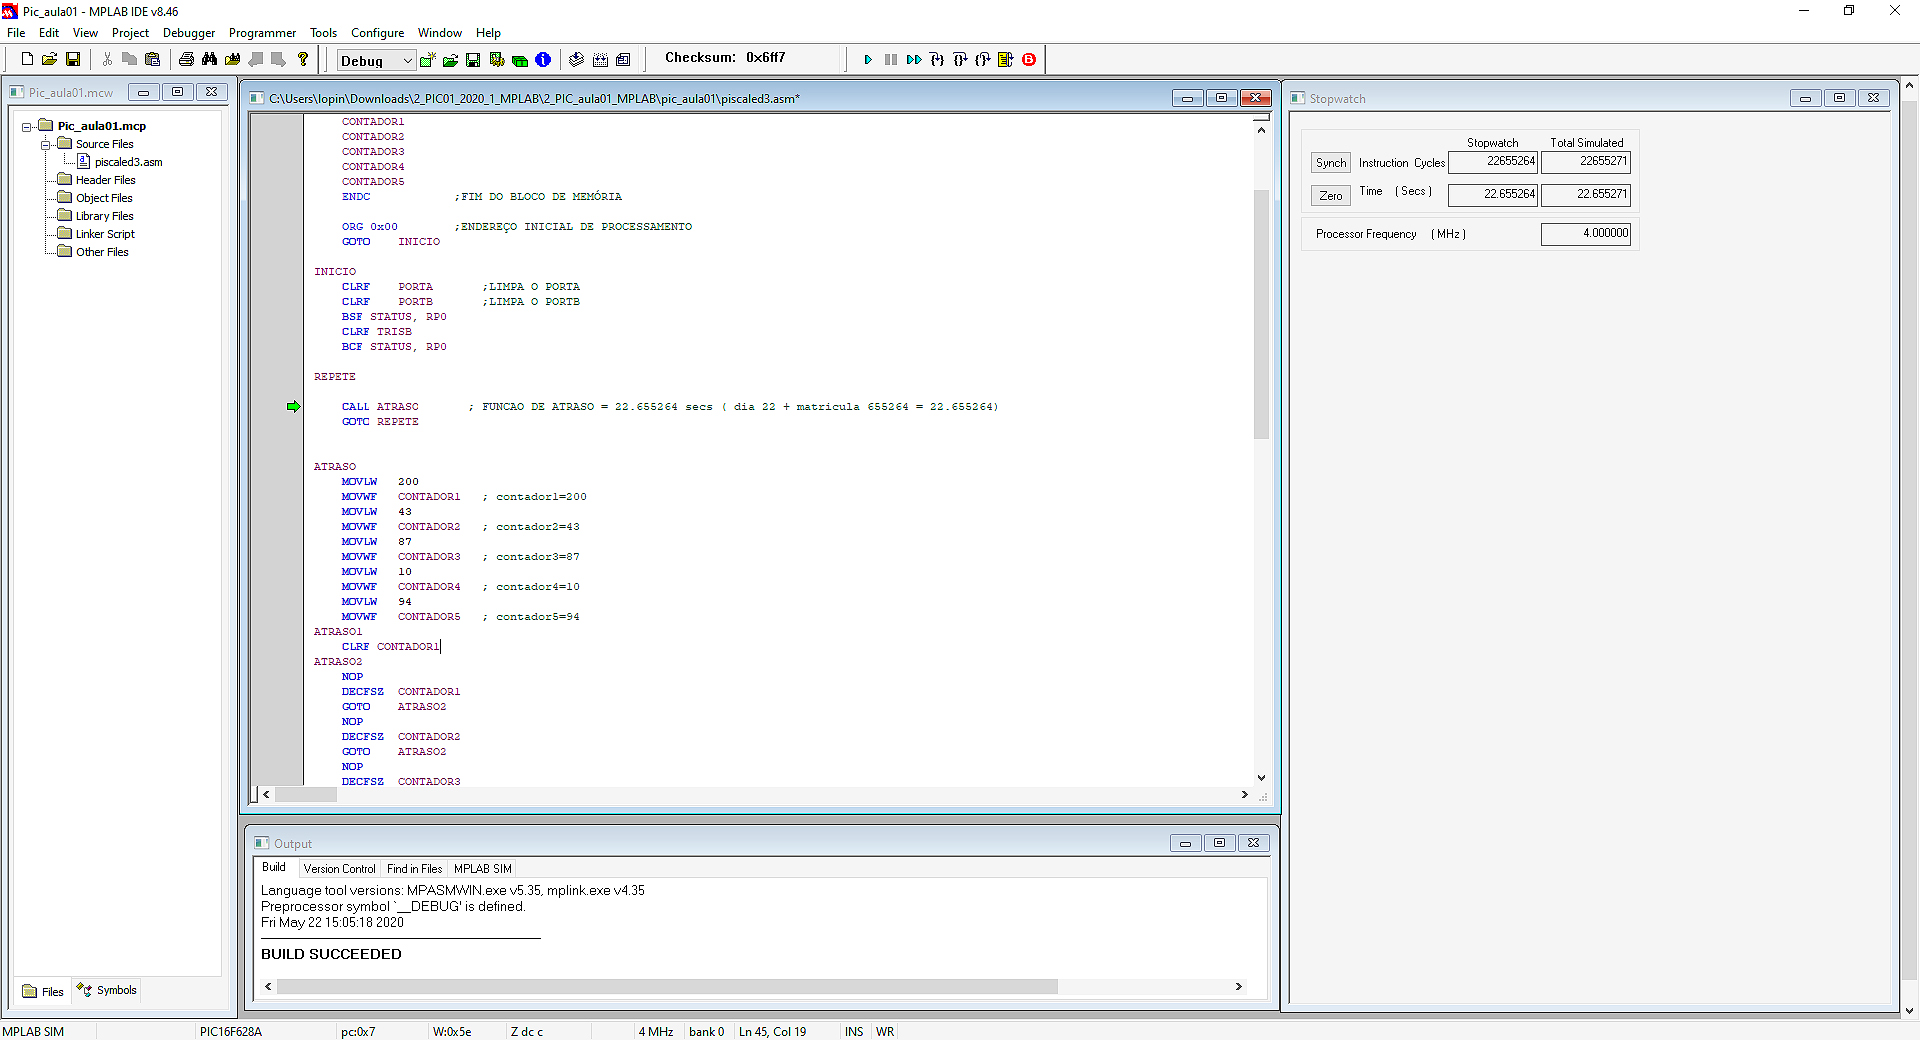 Pic_aula01 - MPLAB IDE v8.46
File Edit View Project Debugger Programmer Tools Configure Window Help
Debug Checksum: 0x6ff7
Pic_aula01.mcw
Pic_aula01.mcp
Source Files
piscaled3.asm
Header Files
Object Files
Library Files
Linker Script
Other Files
Files Symbols
C:\Users\lopin\Downloads\2_PIC01_2020_1_MPLAB\2_PIC_aula01_MPLAB\pic_aula01\piscaled3.asm*
CONTADOR1
CONTADOR2
CONTADOR3
CONTADOR4
CONTADOR5
ENDC ;FIM DO BLOCO DE MEMÓRIA
ORG 0x00 ;ENDEREÇO INICIAL DE PROCESSAMENTO
GOTO INICIO
INICIO
CLRF PORTA ;LIMPA O PORTA
CLRF PORTB ;LIMPA O PORTB
BSF STATUS, RP0
CLRF TRISB
BCF STATUS, RP0
REPETE
CALL ATRASO ; FUNCAO DE ATRASO = 22.655264 secs ( dia 22 + matricula 655264 = 22.655264)
GOTO REPETE
ATRASO
MOVLW 200
MOVWF CONTADOR1 ; contador1=200
MOVLW 43
MOVWF CONTADOR2 ; contador2=43
MOVLW 87
MOVWF CONTADOR3 ; contador3=87
MOVLW 10
MOVWF CONTADOR4 ; contador4=10
MOVLW 94
MOVWF CONTADOR5 ; contador5=94
ATRASO1
CLRF CONTADOR1
ATRASO2
NOP
DECFSZ CONTADOR1
GOTO ATRASO2
NOP
DECFSZ CONTADOR2
GOTO ATRASO2
NOP
DECFSZ CONTADOR3
Output
Build Version Control Find in Files MPLAB SIM
Language tool versions: MPASMWIN.exe v5.35, mplink.exe v4.35
Preprocessor symbol `__DEBUG' is defined.
Fri May 22 15:05:18 2020
BUILD SUCCEEDED
Stopwatch
Stopwatch Total Simulated
Synch Instruction Cycles 22655264 22655271
Zero Time ( Secs ) 22.655264 22.655271
Processor Frequency ( MHz ) 4.000000
MPLAB SIM PIC16F628A pc:0x7 W:0x5e Z dc c 4 MHz bank 0 Ln 45, Col 19 INS WR